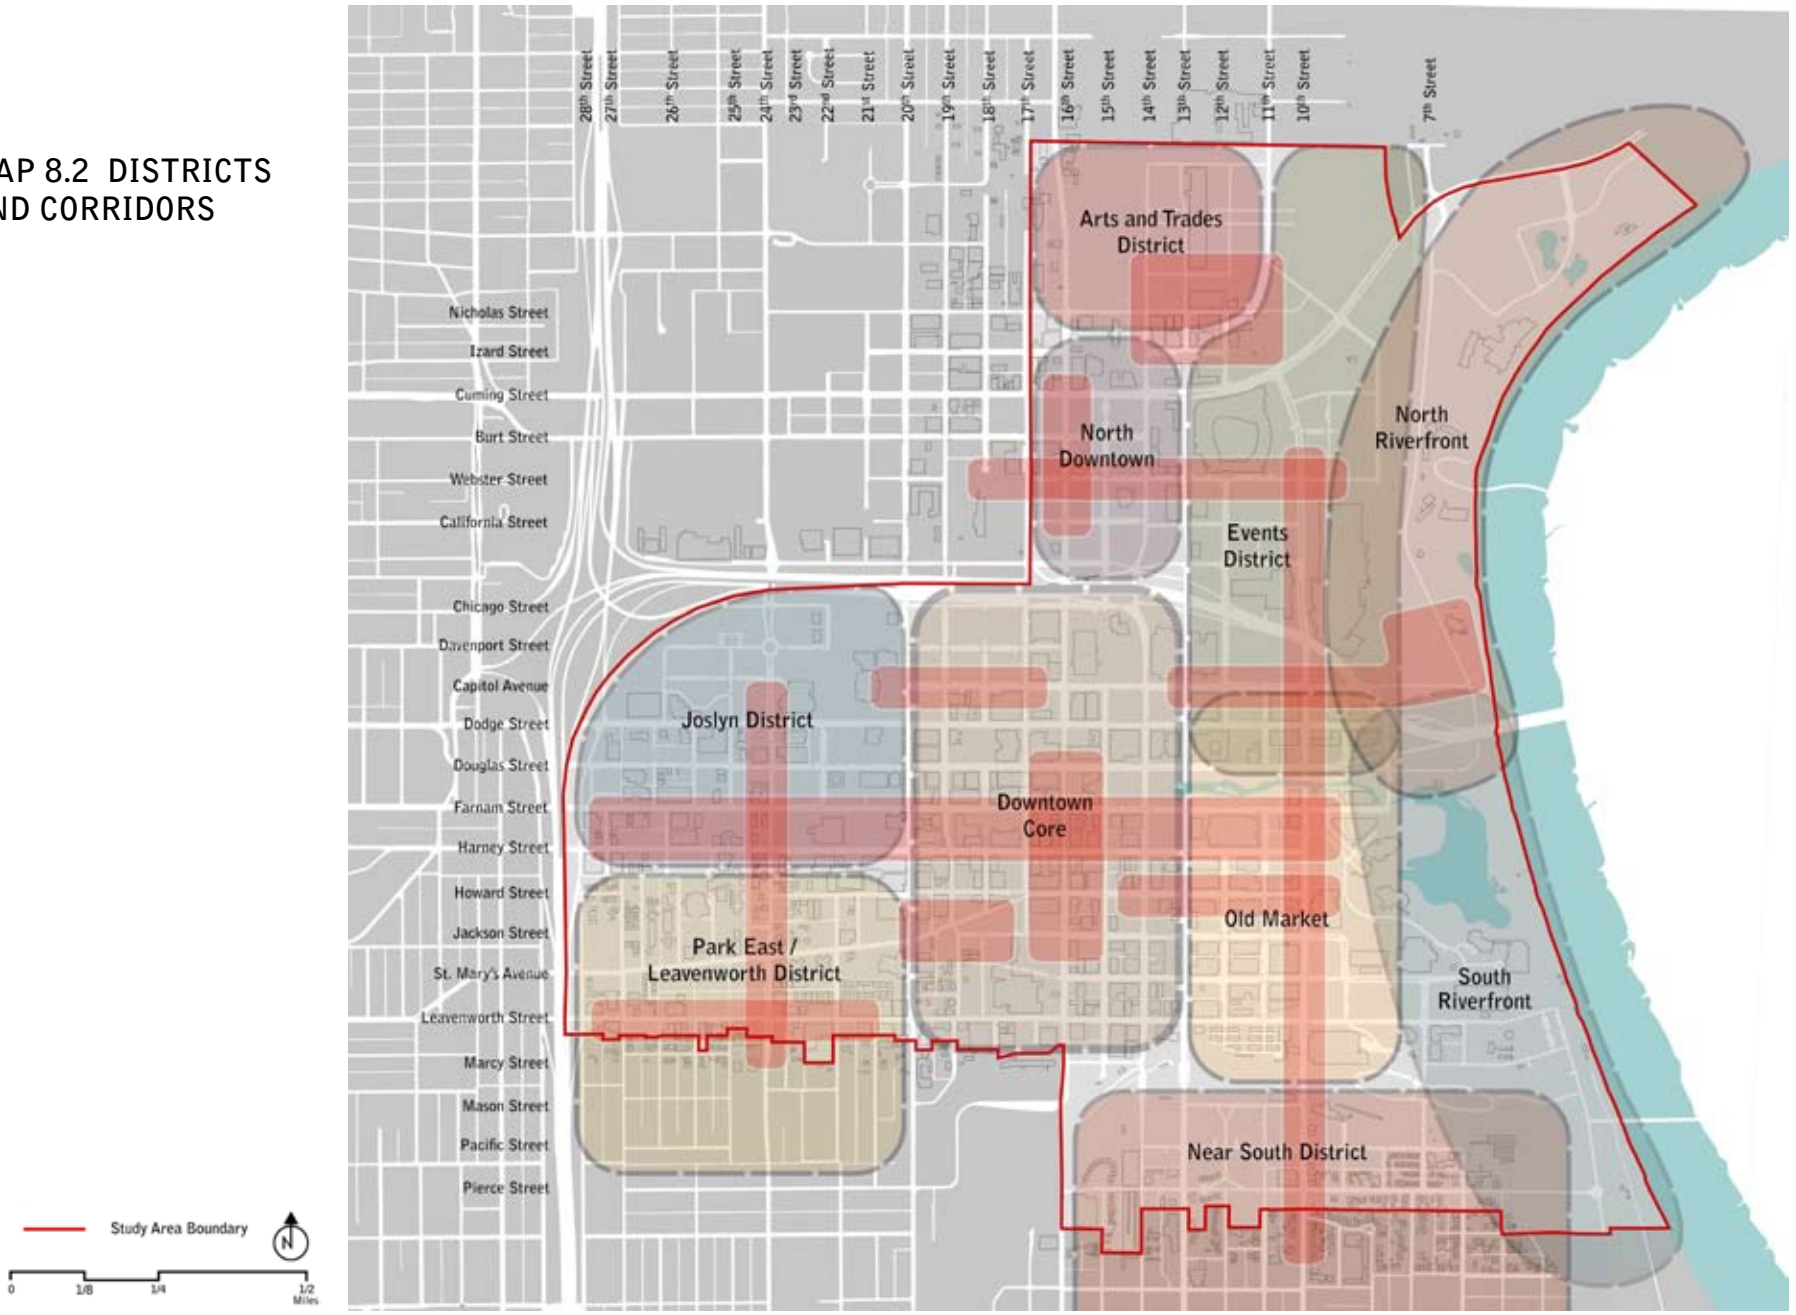 AP 8.2 DISTRICTS
ND CORRIDORS
28th Street
27th Street
26th Street
25th Street
24th Street
23rd Street
22nd Street
21st Street
20th Street
19th Street
18th Street
17th Street
16th Street
15th Street
14th Street
13th Street
12th Street
11th Street
10th Street
7th Street
Nicholas Street
Izard Street
Cuming Street
Burt Street
Webster Street
California Street
Chicago Street
Davenport Street
Capitol Avenue
Dodge Street
Douglas Street
Farnam Street
Harney Street
Howard Street
Jackson Street
St. Mary's Avenue
Leavenworth Street
Marcy Street
Mason Street
Pacific Street
Pierce Street
Arts and Trades
District
North
Downtown
North
Riverfront
Events
District
Joslyn District
Downtown
Core
Old Market
Park East /
Leavenworth District
South
Riverfront
Near South District
Study Area Boundary
N
0 1/8 1/4 1/2
Miles